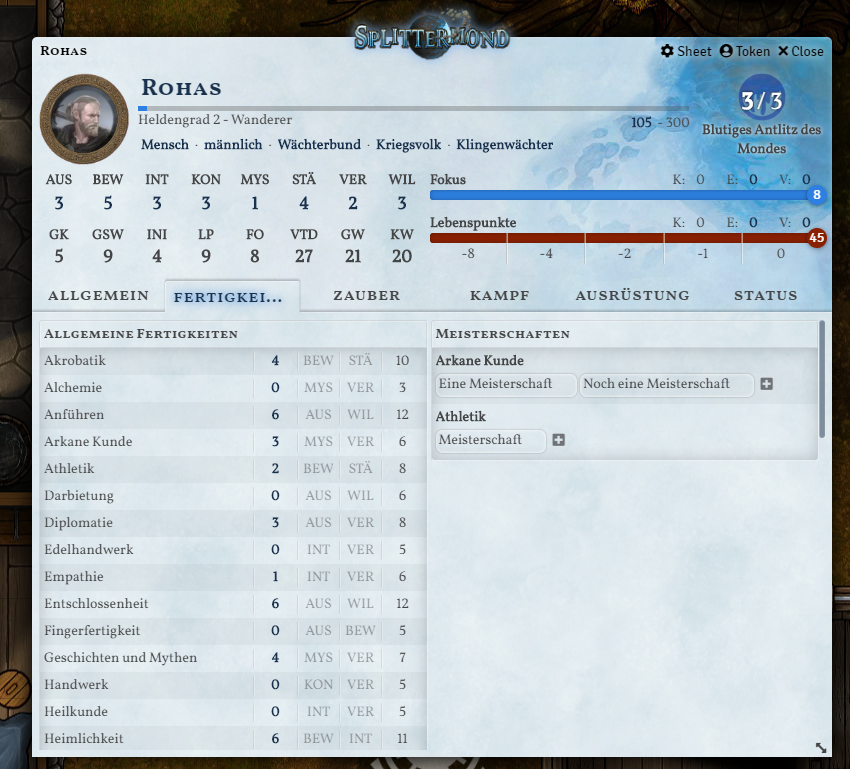 SPLITTERMOND
Rohas
Sheet Token Close
Rohas
3 / 3
Heldengrad 2 - Wanderer
105 - 300
Blutiges Antlitz des
Mondes
Mensch · männlich · Wächterbund · Kriegsvolk · Klingenwächter
AUS BEW INT KON MYS STÄ VER WIL
3 5 3 3 1 4 2 3
GK GSW INI LP FO VTD GW KW
5 9 4 9 8 27 21 20
Fokus K: 0 E: 0 V: 0
8
Lebenspunkte K: 0 E: 0 V: 0
45
-8 -4 -2 -1 0
ALLGEMEIN FERTIGKEI... ZAUBER KAMPF AUSRÜSTUNG STATUS
Allgemeine Fertigkeiten
Akrobatik 4 BEW STÄ 10
Alchemie 0 MYS VER 3
Anführen 6 AUS WIL 12
Arkane Kunde 3 MYS VER 6
Athletik 2 BEW STÄ 8
Darbietung 0 AUS WIL 6
Diplomatie 3 AUS VER 8
Edelhandwerk 0 INT VER 5
Empathie 1 INT VER 6
Entschlossenheit 6 AUS WIL 12
Fingerfertigkeit 0 AUS BEW 5
Geschichten und Mythen 4 MYS VER 7
Handwerk 0 KON VER 5
Heilkunde 0 INT VER 5
Heimlichkeit 6 BEW INT 11
Meisterschaften
Arkane Kunde
Eine Meisterschaft Noch eine Meisterschaft
Athletik
Meisterschaft